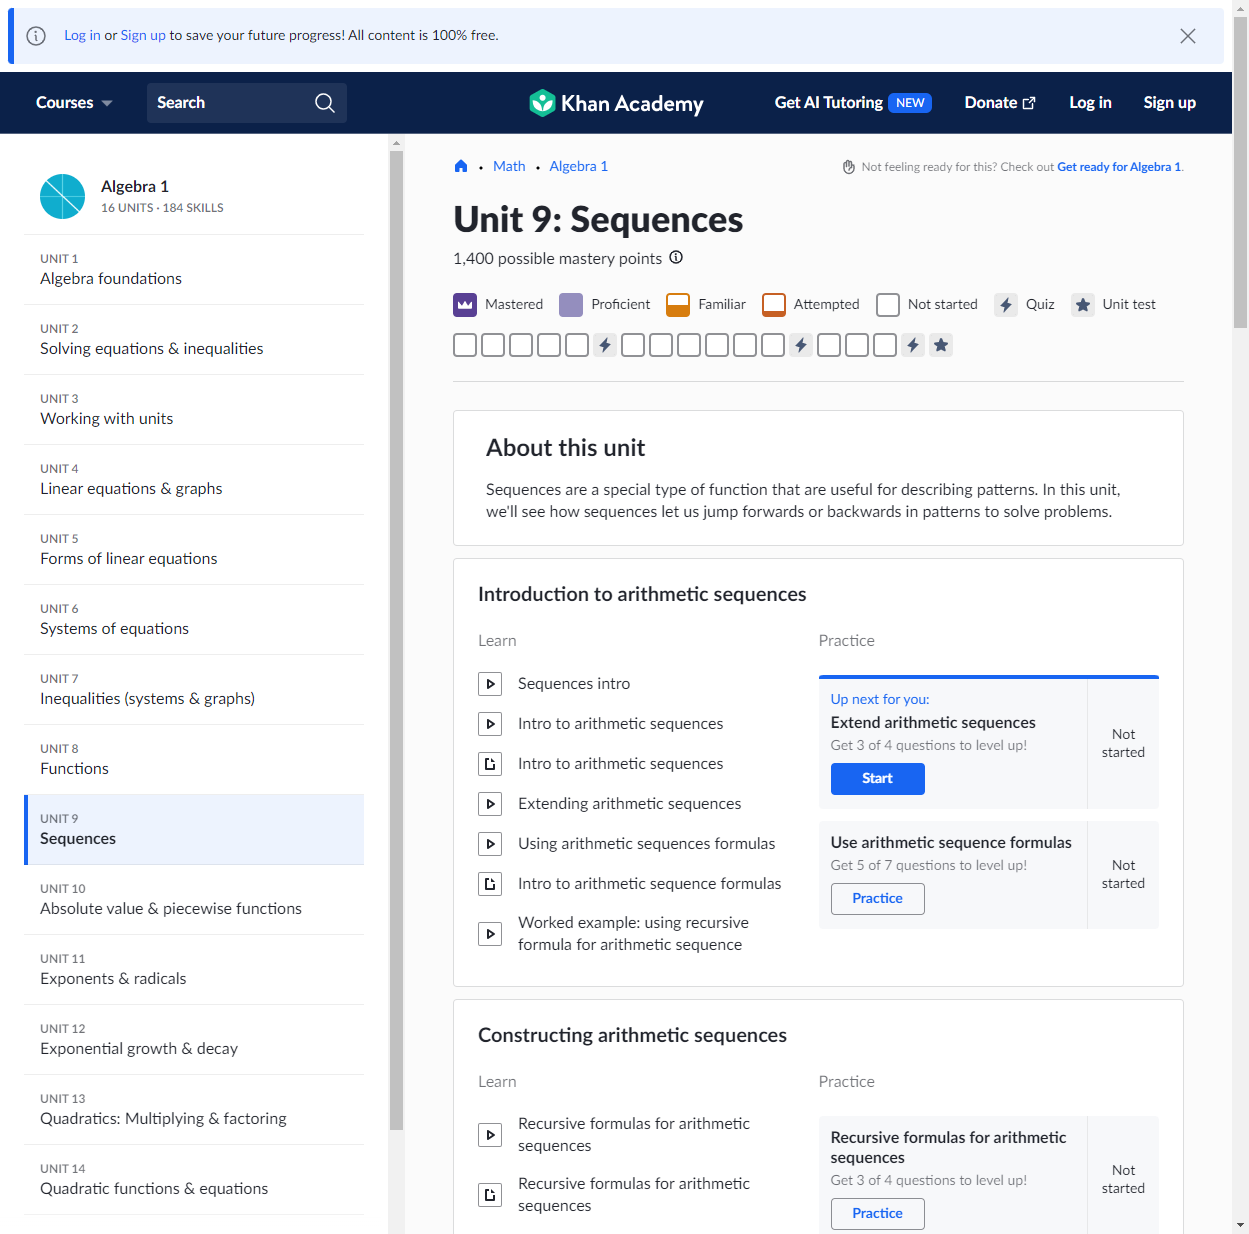 Log in or Sign up to save your future progress! All content is 100% free.
Courses
Search
Khan Academy
Get AI Tutoring NEW
Donate
Log in
Sign up
Algebra 1
16 UNITS · 184 SKILLS
UNIT 1
Algebra foundations
UNIT 2
Solving equations & inequalities
UNIT 3
Working with units
UNIT 4
Linear equations & graphs
UNIT 5
Forms of linear equations
UNIT 6
Systems of equations
UNIT 7
Inequalities (systems & graphs)
UNIT 8
Functions
UNIT 9
Sequences
UNIT 10
Absolute value & piecewise functions
UNIT 11
Exponents & radicals
UNIT 12
Exponential growth & decay
UNIT 13
Quadratics: Multiplying & factoring
UNIT 14
Quadratic functions & equations
Math • Algebra 1
Not feeling ready for this? Check out Get ready for Algebra 1.
Unit 9: Sequences
1,400 possible mastery points
Mastered
Proficient
Familiar
Attempted
Not started
Quiz
Unit test
About this unit
Sequences are a special type of function that are useful for describing patterns. In this unit,
we'll see how sequences let us jump forwards or backwards in patterns to solve problems.
Introduction to arithmetic sequences
Learn
Sequences intro
Intro to arithmetic sequences
Intro to arithmetic sequences
Extending arithmetic sequences
Using arithmetic sequences formulas
Intro to arithmetic sequence formulas
Worked example: using recursive
formula for arithmetic sequence
Practice
Up next for you:
Extend arithmetic sequences
Get 3 of 4 questions to level up!
Start
Not
started
Use arithmetic sequence formulas
Get 5 of 7 questions to level up!
Practice
Not
started
Constructing arithmetic sequences
Learn
Recursive formulas for arithmetic
sequences
Recursive formulas for arithmetic
sequences
Practice
Recursive formulas for arithmetic
sequences
Get 3 of 4 questions to level up!
Practice
Not
started